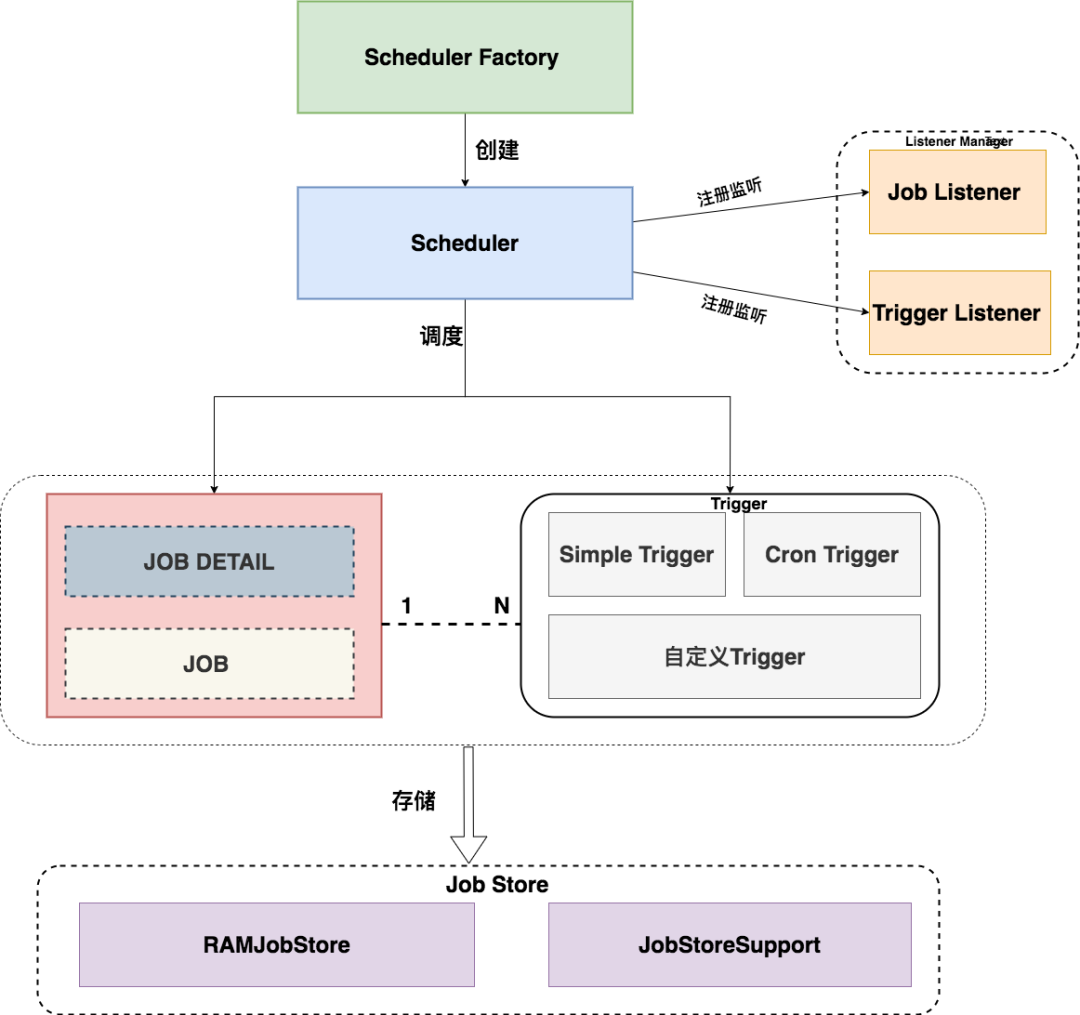 Scheduler Factory
创建
Listener Manager
Scheduler
注册监听
Job Listener
注册监听
Trigger Listener
调度
Trigger
JOB DETAIL
Simple Trigger
Cron Trigger
1
N
JOB
自定义Trigger
存储
Job Store
RAMJobStore
JobStoreSupport